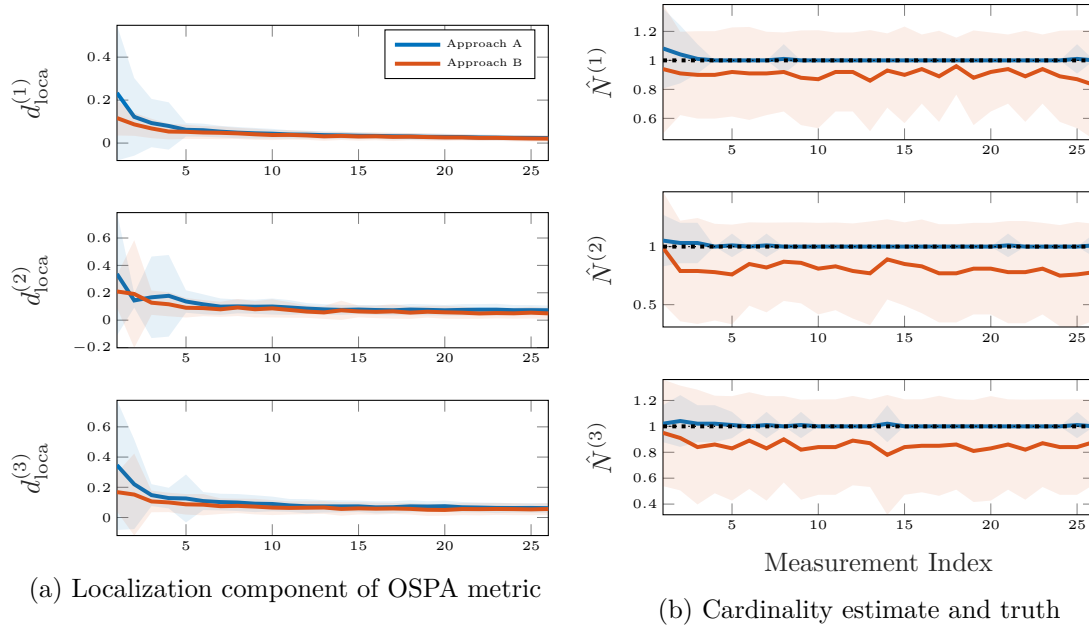 0.4
0.2
0
d_loca^(1)
Approach A
Approach B
5 10 15 20 25
0.6
0.4
0.2
0
−0.2
d_loca^(2)
5 10 15 20 25
0.6
0.4
0.2
0
d_loca^(3)
5 10 15 20 25
(a) Localization component of OSPA metric
1.2
1
0.8
0.6
N̂^(1)
5 10 15 20 25
1
0.5
N̂^(2)
5 10 15 20 25
1.2
1
0.8
0.6
0.4
N̂^(3)
5 10 15 20 25
Measurement Index
(b) Cardinality estimate and truth